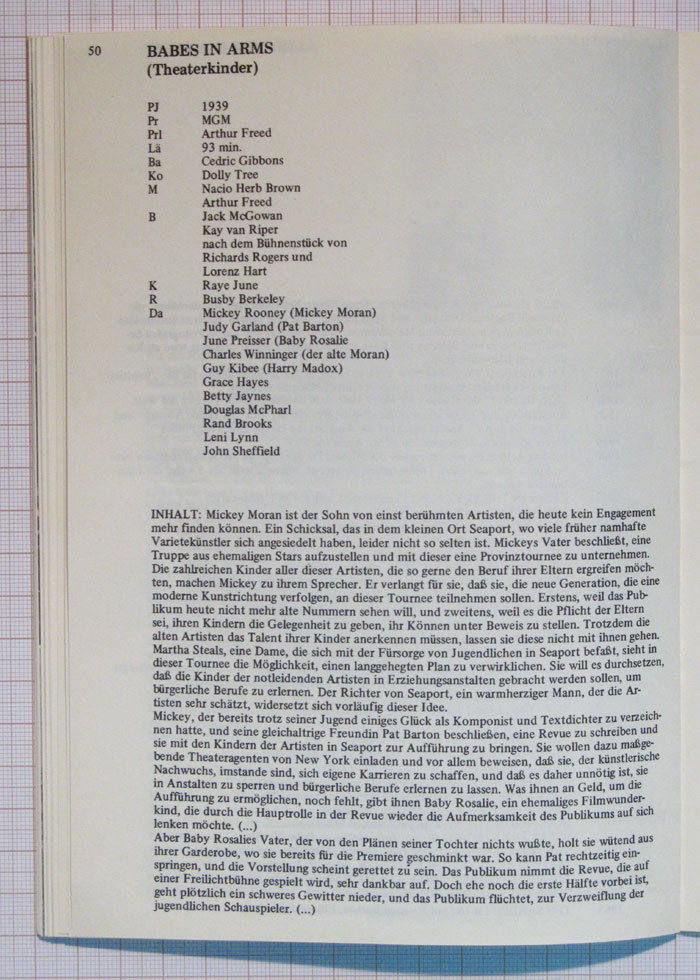 50
BABES IN ARMS
(Theaterkinder)
PJ 1939
Pr MGM
Prl Arthur Freed
Lä 93 min.
Ba Cedric Gibbons
Ko Dolly Tree
M Nacio Herb Brown
Arthur Freed
B Jack McGowan
Kay van Riper
nach dem Bühnenstück von
Richards Rogers und
Lorenz Hart
K Raye June
R Busby Berkeley
Da Mickey Rooney (Mickey Moran)
Judy Garland (Pat Barton)
June Preisser (Baby Rosalie
Charles Winninger (der alte Moran)
Guy Kibee (Harry Madox)
Grace Hayes
Betty Jaynes
Douglas McPharl
Rand Brooks
Leni Lynn
John Sheffield
INHALT: Mickey Moran ist der Sohn von einst berühmten Artisten, die heute kein Engagement
mehr finden können. Ein Schicksal, das in dem kleinen Ort Seaport, wo viele früher namhafte
Varietekünstler sich angesiedelt haben, leider nicht so selten ist. Mickeys Vater beschließt, eine
Truppe aus ehemaligen Stars aufzustellen und mit dieser eine Provinztournee zu unternehmen.
Die zahlreichen Kinder aller dieser Artisten, die so gerne den Beruf ihrer Eltern ergreifen möch-
ten, machen Mickey zu ihrem Sprecher. Er verlangt für sie, daß sie, die neue Generation, die eine
moderne Kunstrichtung verfolgen, an dieser Tournee teilnehmen sollen. Erstens, weil das Pub-
likum heute nicht mehr alte Nummern sehen will, und zweitens, weil es die Pflicht der Eltern
sei, ihren Kindern die Gelegenheit zu geben, ihr Können unter Beweis zu stellen. Trotzdem die
alten Artisten das Talent ihrer Kinder anerkennen müssen, lassen sie diese nicht mit ihnen gehen.
Martha Steals, eine Dame, die sich mit der Fürsorge von Jugendlichen in Seaport befaßt, sieht in
dieser Tournee die Möglichkeit, einen langgehegten Plan zu verwirklichen. Sie will es durchsetzen,
daß die Kinder der notleidenden Artisten in Erziehungsanstalten gebracht werden sollen, um
bürgerliche Berufe zu erlernen. Der Richter von Seaport, ein warmherziger Mann, der die Ar-
tisten sehr schätzt, widersetzt sich vorläufig dieser Idee.
Mickey, der bereits trotz seiner Jugend einiges Glück als Komponist und Textdichter zu verzeich-
nen hatte, und seine gleichaltrige Freundin Pat Barton beschließen, eine Revue zu schreiben und
sie mit den Kindern der Artisten in Seaport zur Aufführung zu bringen. Sie wollen dazu maßge-
bende Theateragenten von New York einladen und vor allem beweisen, daß sie, der künstlerische
Nachwuchs, imstande sind, sich eigene Karrieren zu schaffen, und daß es daher unnötig ist, sie
in Anstalten zu sperren und bürgerliche Berufe erlernen zu lassen. Was ihnen an Geld, um die
Aufführung zu ermöglichen, noch fehlt, gibt ihnen Baby Rosalie, ein ehemaliges Filmwunder-
kind, die durch die Hauptrolle in der Revue wieder die Aufmerksamkeit des Publikums auf sich
lenken möchte. (...)
Aber Baby Rosalies Vater, der von den Plänen seiner Tochter nichts wußte, holt sie wütend aus
ihrer Garderobe, wo sie bereits für die Premiere geschminkt war. So kann Pat rechtzeitig ein-
springen, und die Vorstellung scheint gerettet zu sein. Das Publikum nimmt die Revue, die auf
einer Freilichtbühne gespielt wird, sehr dankbar auf. Doch ehe noch die erste Hälfte vorbei ist,
geht plötzlich ein schweres Gewitter nieder, und das Publikum flüchtet, zur Verzweiflung der
jugendlichen Schauspieler. (...)